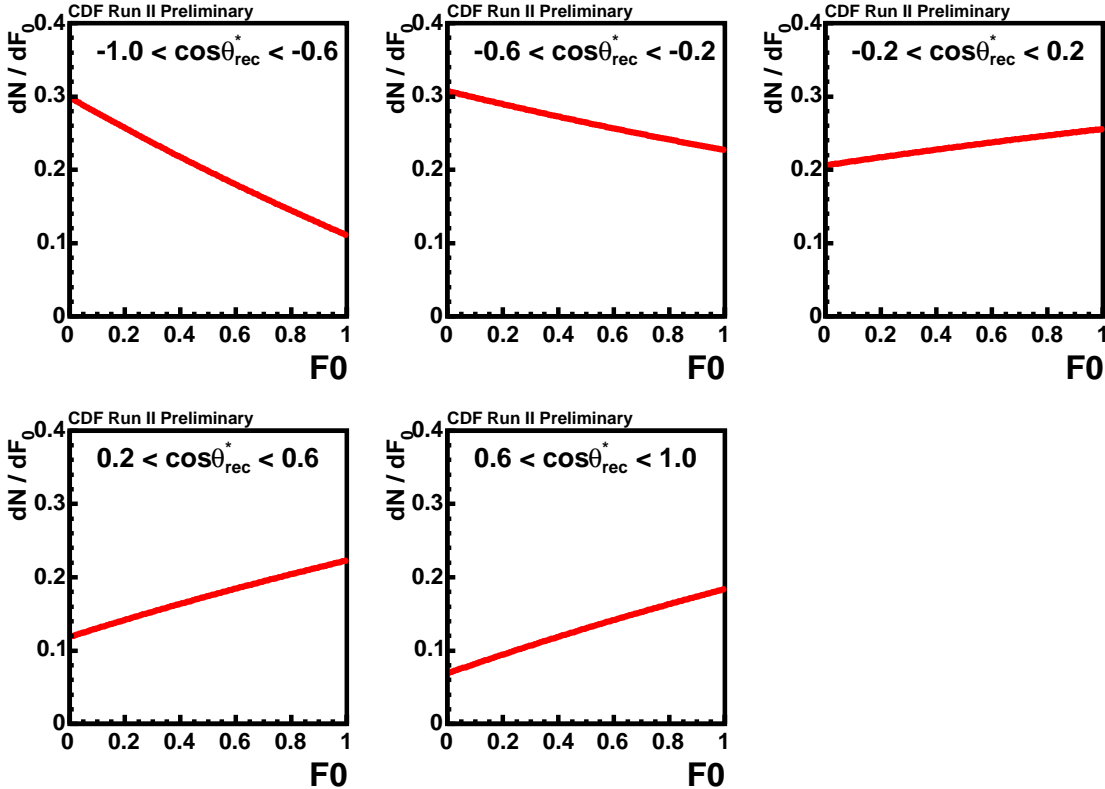 CDF Run II Preliminary
dN / dF0
-1.0 < cosθ*rec < -0.6
0.4
0.3
0.2
0.1
0
0 0.2 0.4 0.6 0.8 1
F0
CDF Run II Preliminary
dN / dF0
-0.6 < cosθ*rec < -0.2
0.4
0.3
0.2
0.1
0
0 0.2 0.4 0.6 0.8 1
F0
CDF Run II Preliminary
dN / dF0
-0.2 < cosθ*rec < 0.2
0.4
0.3
0.2
0.1
0
0 0.2 0.4 0.6 0.8 1
F0
CDF Run II Preliminary
dN / dF0
0.2 < cosθ*rec < 0.6
0.4
0.3
0.2
0.1
0
0 0.2 0.4 0.6 0.8 1
F0
CDF Run II Preliminary
dN / dF0
0.6 < cosθ*rec < 1.0
0.4
0.3
0.2
0.1
0
0 0.2 0.4 0.6 0.8 1
F0